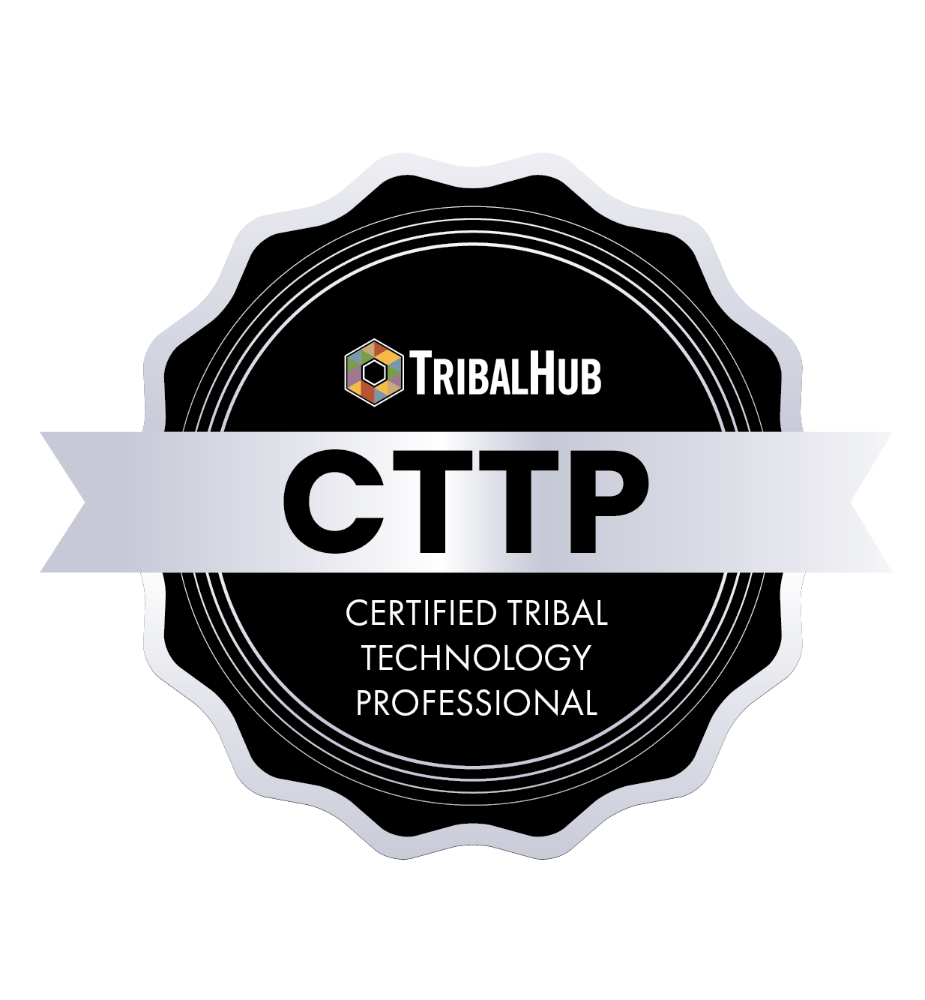 TRIBALHUB
CTTP
CERTIFIED TRIBAL
TECHNOLOGY
PROFESSIONAL